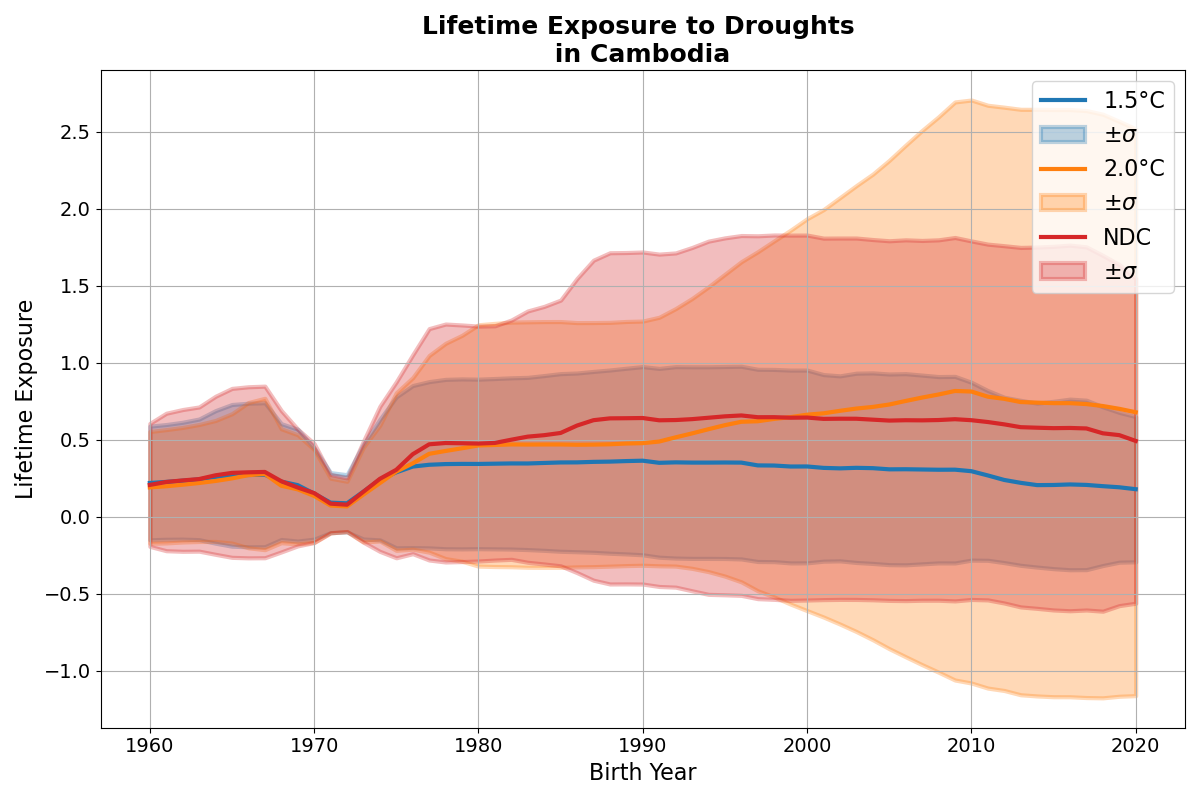 Lifetime Exposure to Droughts
in Cambodia
1.5°C
±σ
2.0°C
±σ
NDC
±σ
Lifetime Exposure
2.5
2.0
1.5
1.0
0.5
0.0
−0.5
−1.0
1960 1970 1980 1990 2000 2010 2020
Birth Year